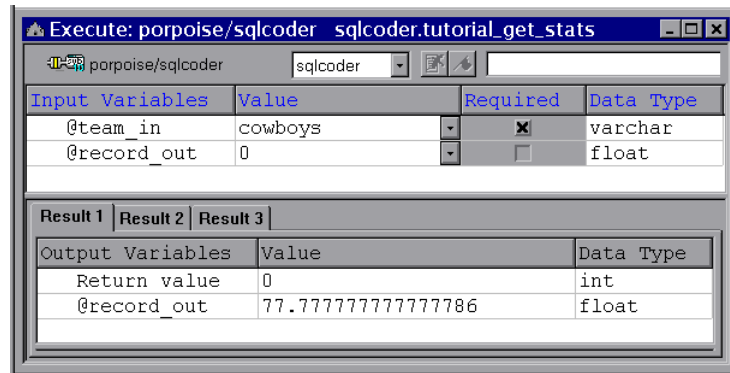 Execute: porpoise/sqlcoder sqlcoder.tutorial_get_stats
porpoise/sqlcoder sqlcoder
Input Variables Value Required Data Type
@team_in cowboys varchar
@record_out 0 float
Result 1 Result 2 Result 3
Output Variables Value Data Type
Return value 0 int
@record_out 77.777777777777786 float